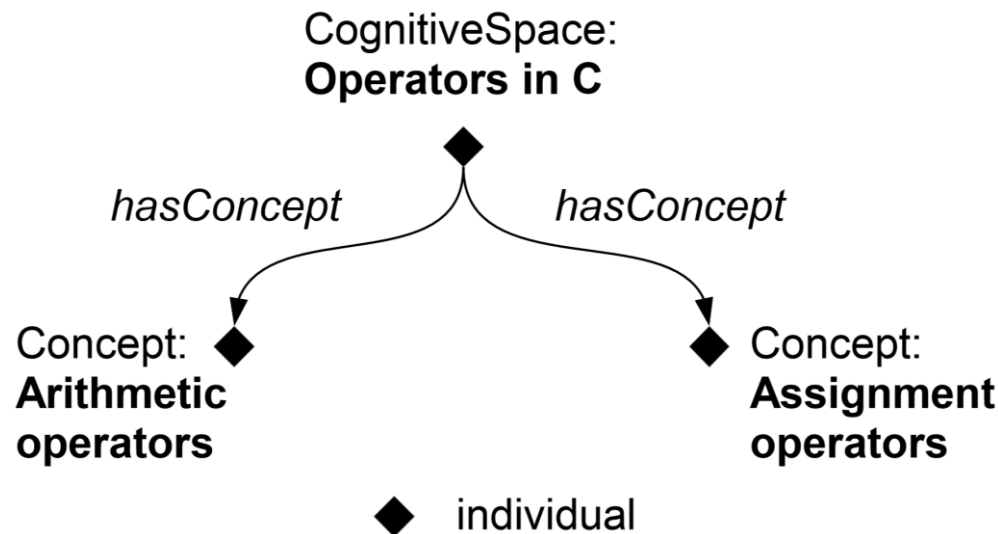 CognitiveSpace:
Operators in C
hasConcept
hasConcept
Concept:
Arithmetic
operators
Concept:
Assignment
operators
individual